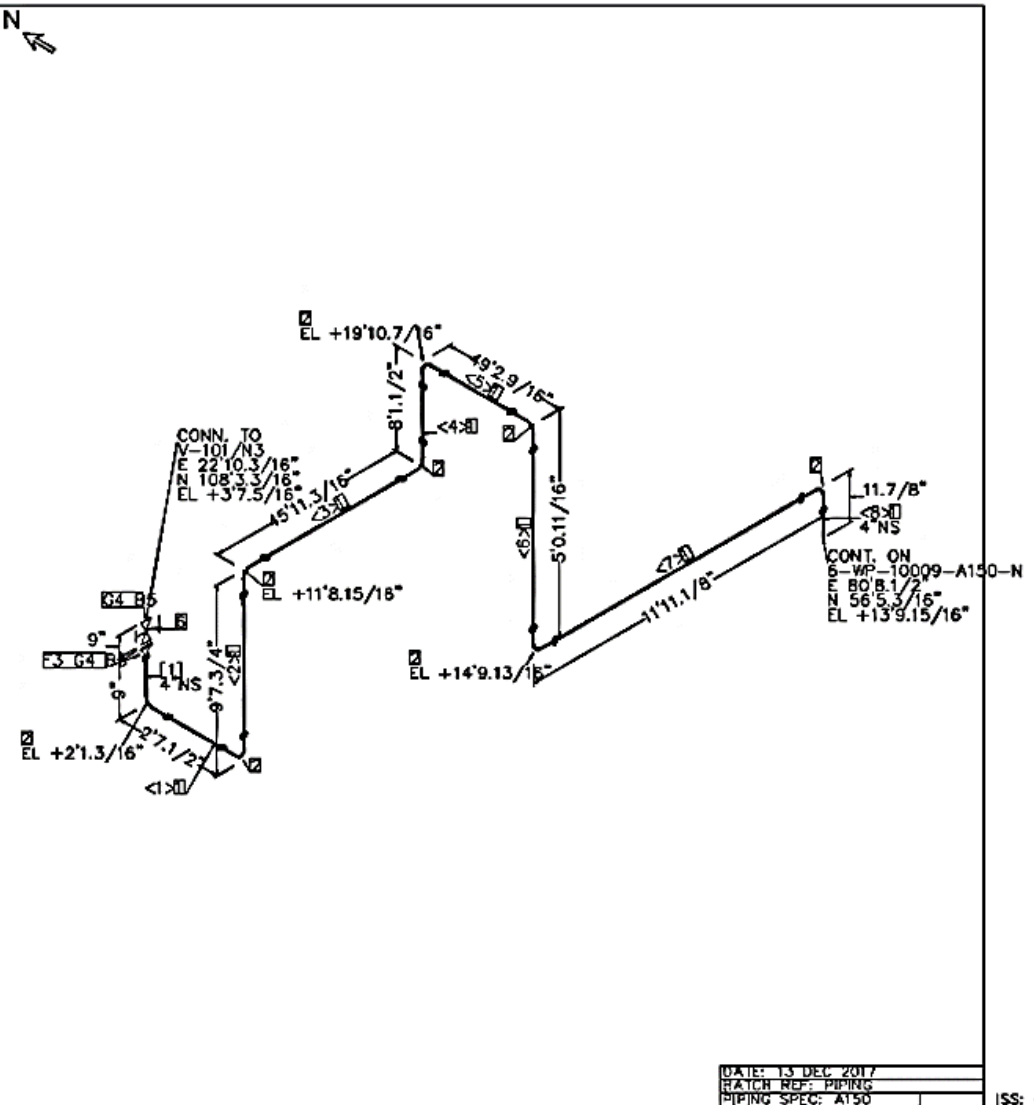 N
EL +19'10.7/16"
49'2.9/16"
8'1.1/2"
<5>
<4>
CONN. TO
V-101/N3
E 22'10.3/16"
N 108'3.3/16"
EL +3'7.5/16"
45'11.3/16"
<3>
11.7/8"
<8>
4"NS
<6>
5'0.11/16"
<7>
11'11.1/8"
CONT. ON
6-WP-10009-A150-N
E 80'8.1/2"
N 56'5.3/16"
EL +13'9.15/16"
EL +11'8.15/16"
G4 B5
6
9"
F3 G4
[1]
4"NS
9"
9'7.3/4"
<2>
EL +14'9.13/16"
EL +2'1.3/16"
2'7.1/2"
<1>
DATE: 13 DEC 2017
BATCH REF: PIPING
PIPING SPEC: A150
ISS: